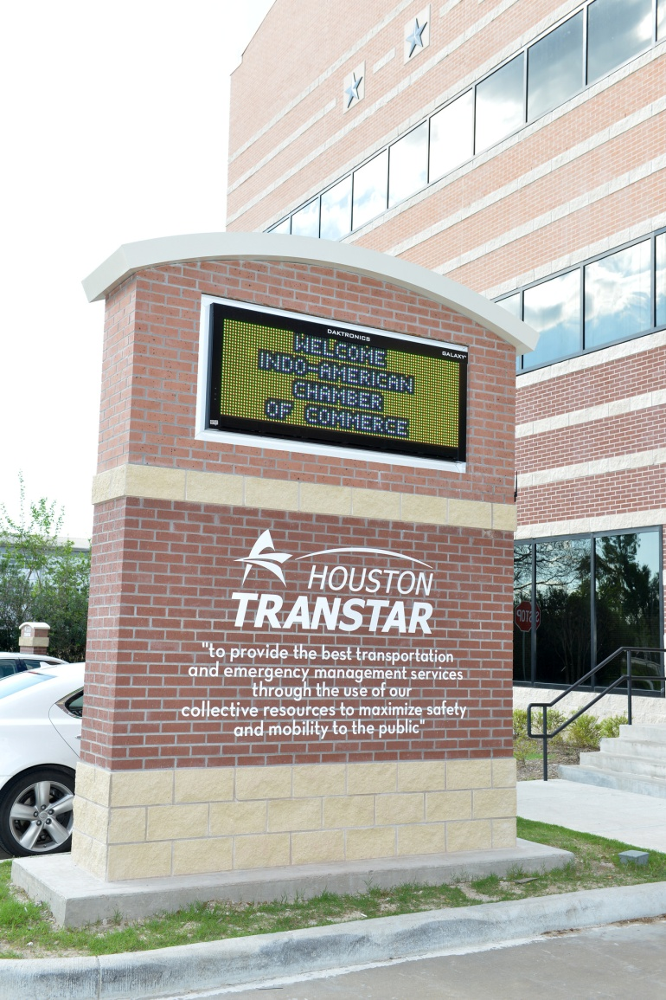 DAKTRONICS
GALAXY
WELCOME
INDO-AMERICAN
CHAMBER
OF COMMERCE
HOUSTON
TRANSTAR
"to provide the best transportation
and emergency management services
through the use of our
collective resources to maximize safety
and mobility to the public"
STOP